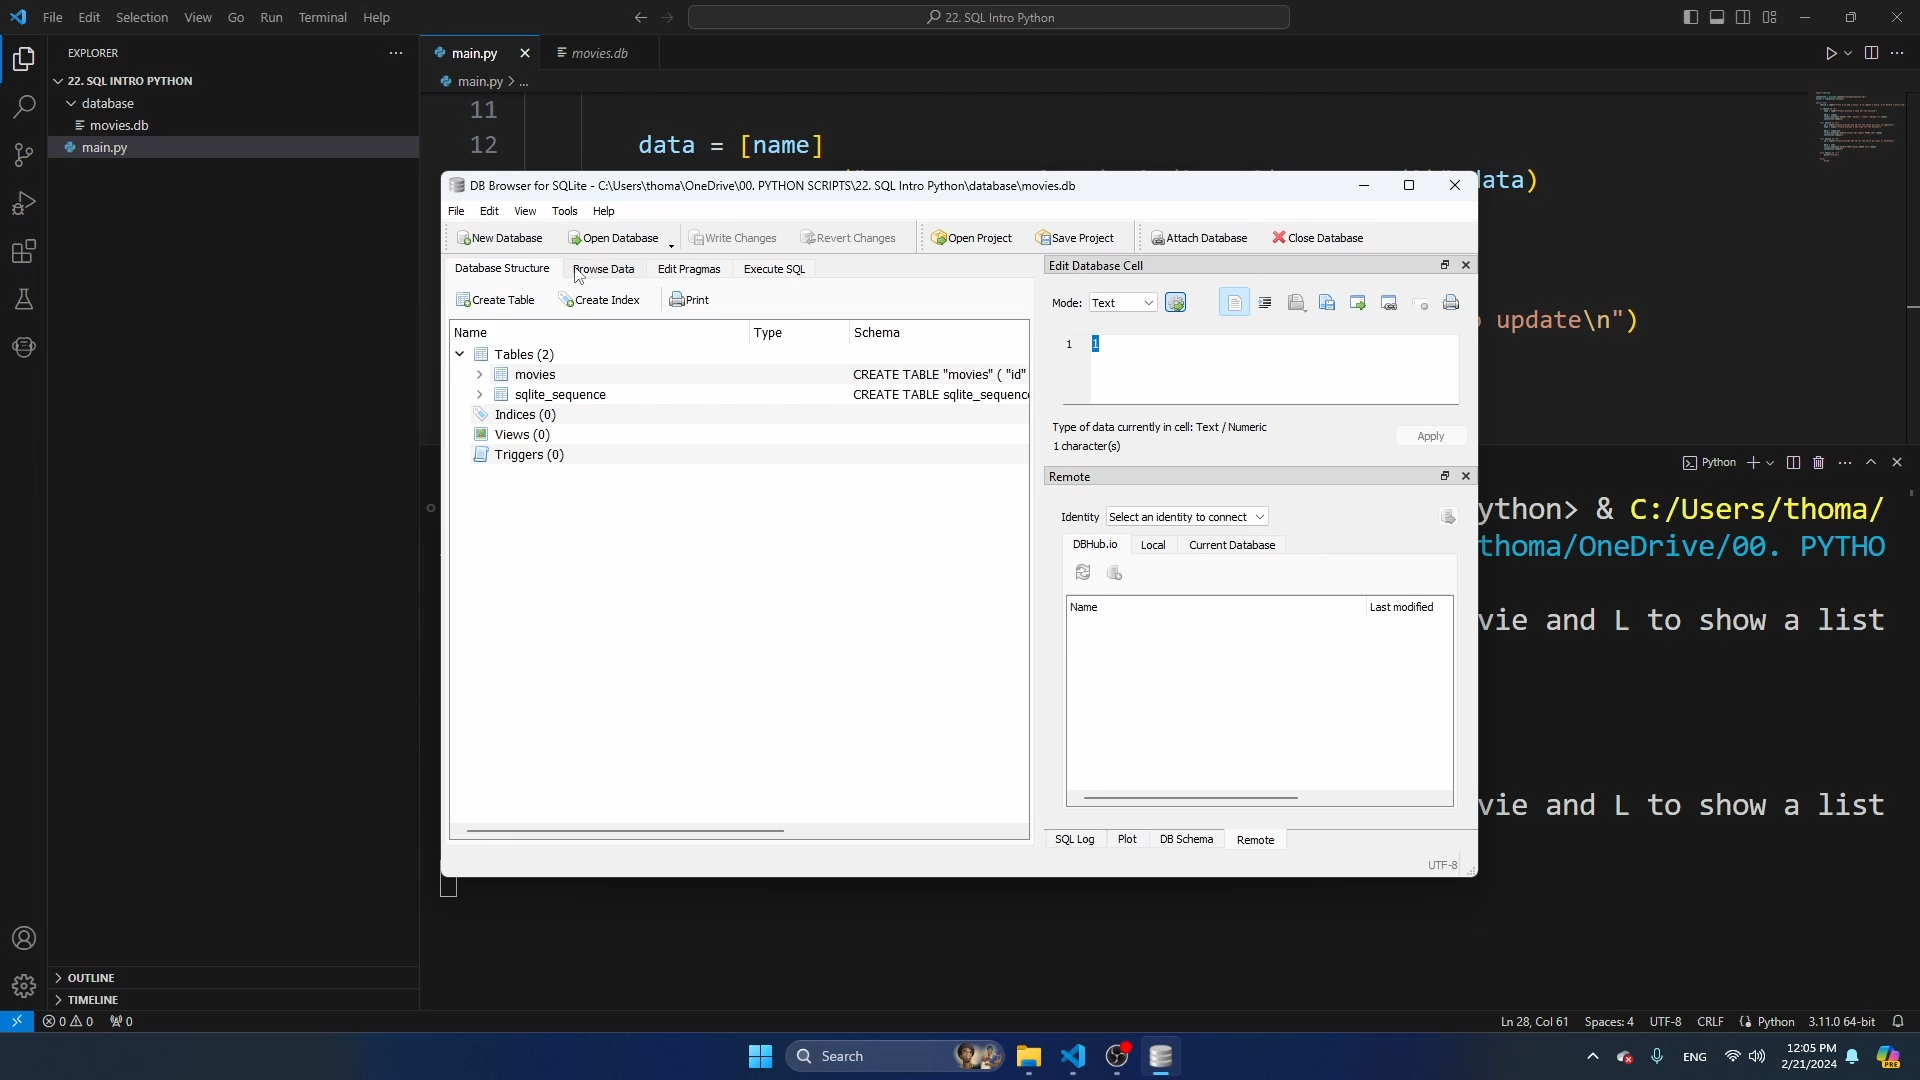 File Edit Selection View Go Run Terminal Help
22. SQL Intro Python
EXPLORER
22. SQL INTRO PYTHON
database
movies.db
main.py
OUTLINE
TIMELINE
main.py
movies.db
main.py > ...
11
12 data = [name]
data)
update\n")
DB Browser for SQLite - C:\Users\thoma\OneDrive\00. PYTHON SCRIPTS\22. SQL Intro Python\database\movies.db
File Edit View Tools Help
New Database Open Database Write Changes Revert Changes Open Project Save Project Attach Database Close Database
Database Structure Browse Data Edit Pragmas Execute SQL
Create Table Create Index Print
Name Type Schema
Tables (2)
movies CREATE TABLE "movies" ( "id"
sqlite_sequence CREATE TABLE sqlite_sequenc
Indices (0)
Views (0)
Triggers (0)
Edit Database Cell
Mode: Text
1 1
Type of data currently in cell: Text / Numeric
1 character(s)
Apply
Remote
Identity Select an identity to connect
DBHub.io Local Current Database
Name Last modified
SQL Log Plot DB Schema Remote
UTF-8
Python
ython> & C:/Users/thoma/
thoma/OneDrive/00. PYTHO
vie and L to show a list
vie and L to show a list
0 0 0
Ln 28, Col 61 Spaces: 4 UTF-8 CRLF Python 3.11.0 64-bit
Search
ENG
12:05 PM
2/21/2024
PRE